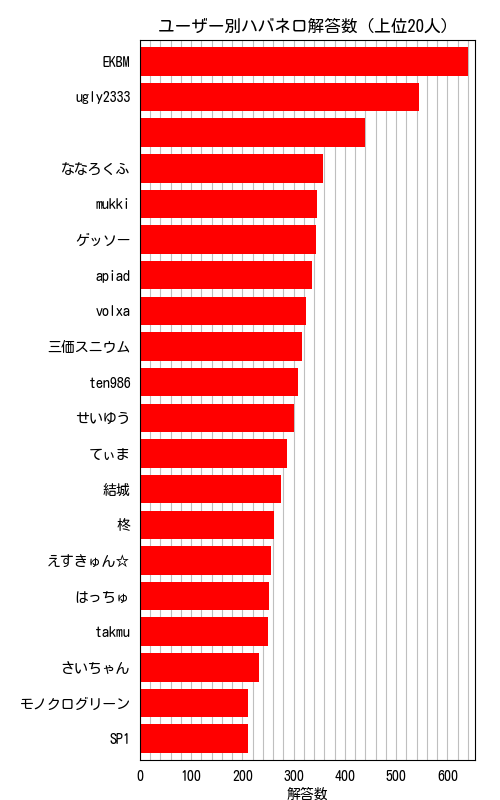 ユーザー別ハバネロ解答数（上位20人）
EKBM
ugly2333
ななろくふ
mukki
ゲッソー
apiad
volxa
三価スニウム
ten986
せいゆう
てぃま
結城
柊
えすきゅん☆
はっちゅ
takmu
さいちゃん
モノクログリーン
SP1
0 100 200 300 400 500 600
解答数